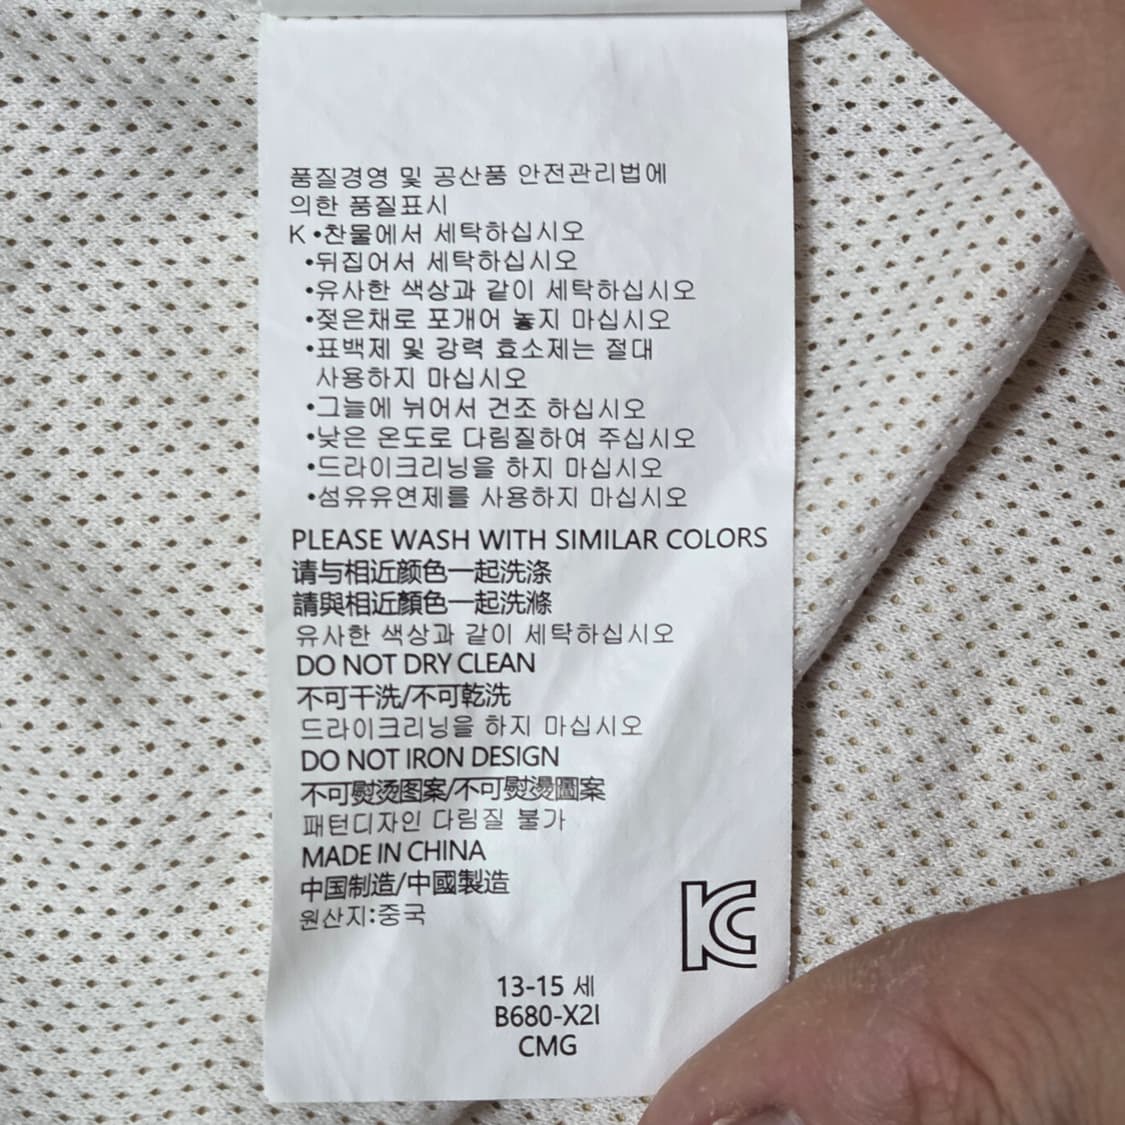 품질경영 및 공산품 안전관리법에
의한 품질표시
K •찬물에서 세탁하십시오
•뒤집어서 세탁하십시오
•유사한 색상과 같이 세탁하십시오
•젖은채로 포개어 놓지 마십시오
•표백제 및 강력 효소제는 절대
사용하지 마십시오
•그늘에 뉘어서 건조 하십시오
•낮은 온도로 다림질하여 주십시오
•드라이크리닝을 하지 마십시오
•섬유유연제를 사용하지 마십시오
PLEASE WASH WITH SIMILAR COLORS
请与相近颜色一起洗涤
請與相近顏色一起洗滌
유사한 색상과 같이 세탁하십시오
DO NOT DRY CLEAN
不可干洗/不可乾洗
드라이크리닝을 하지 마십시오
DO NOT IRON DESIGN
不可熨烫图案/不可熨燙圖案
패턴디자인 다림질 불가
MADE IN CHINA
中国制造/中國製造
원산지:중국
KC
13-15 세
B680-X2I
CMG